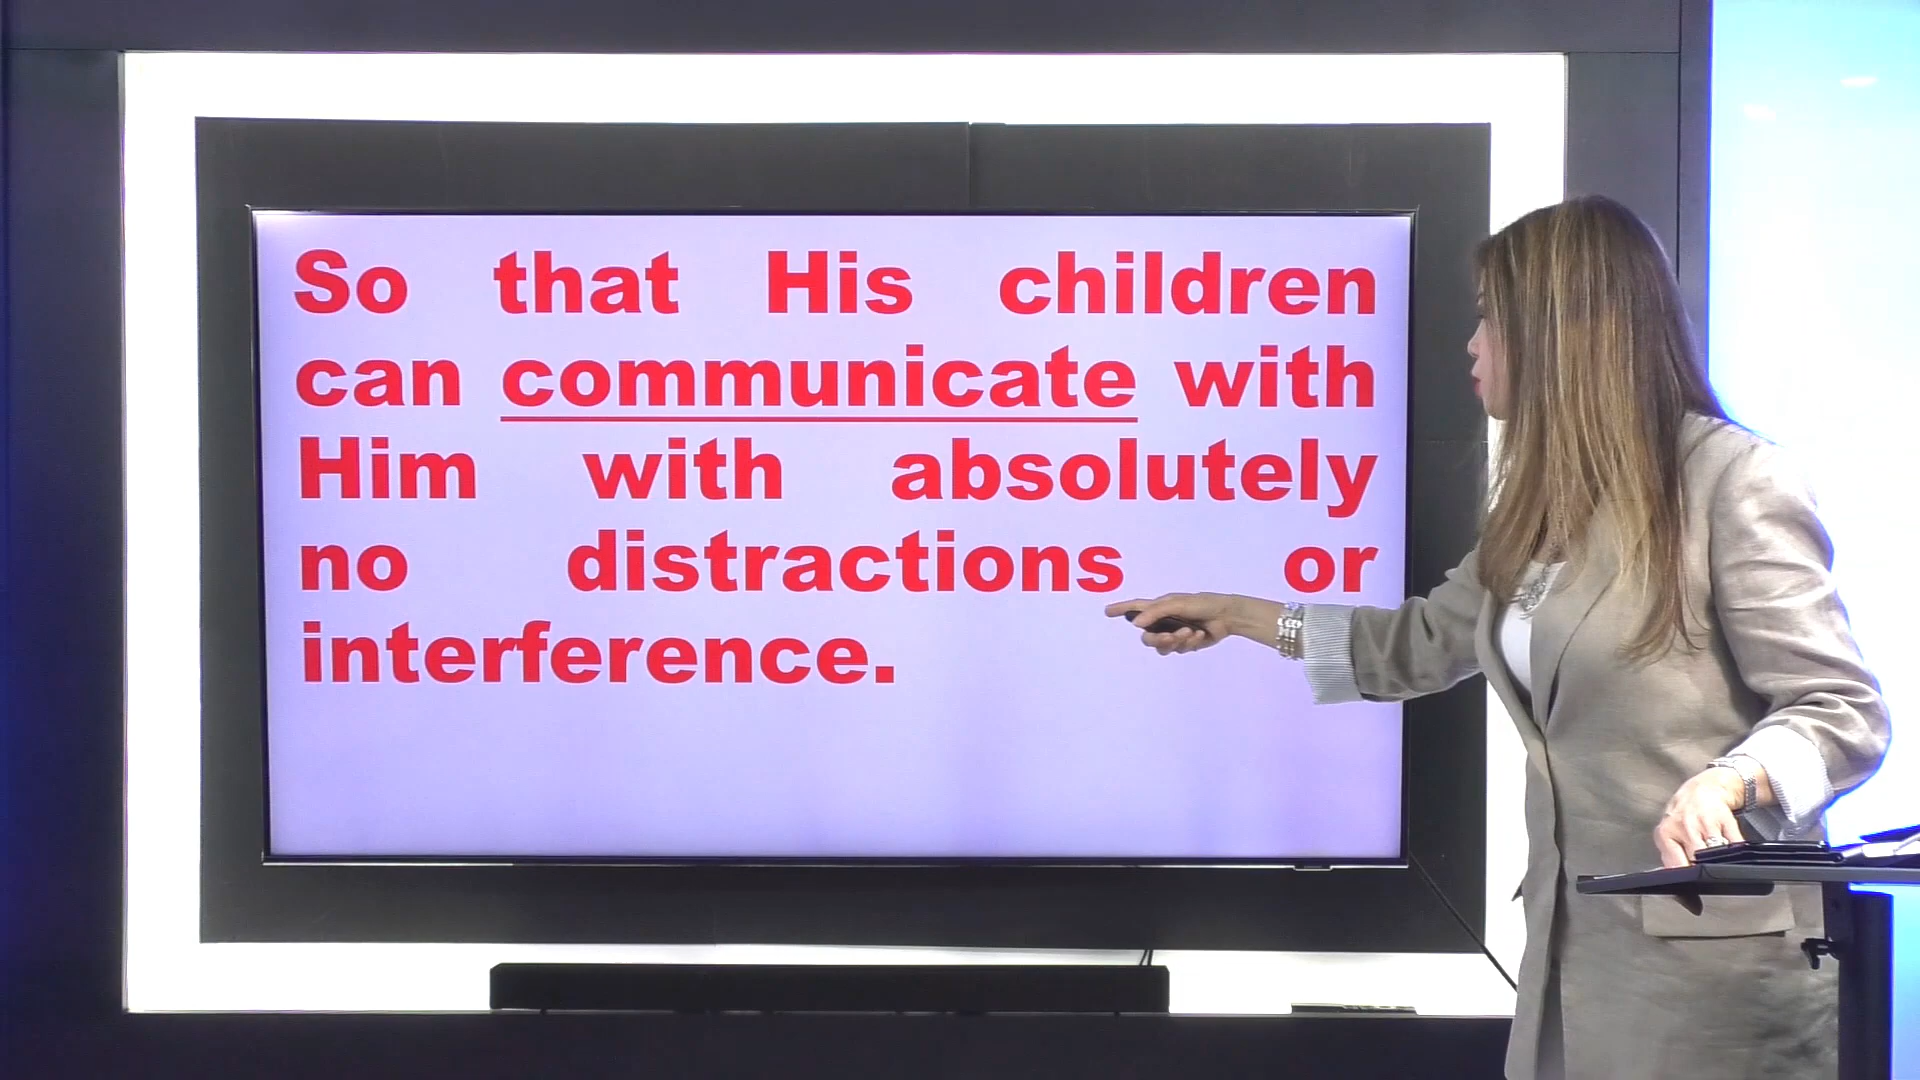 So that His children
can communicate with
Him with absolutely
no distractions or
interference.